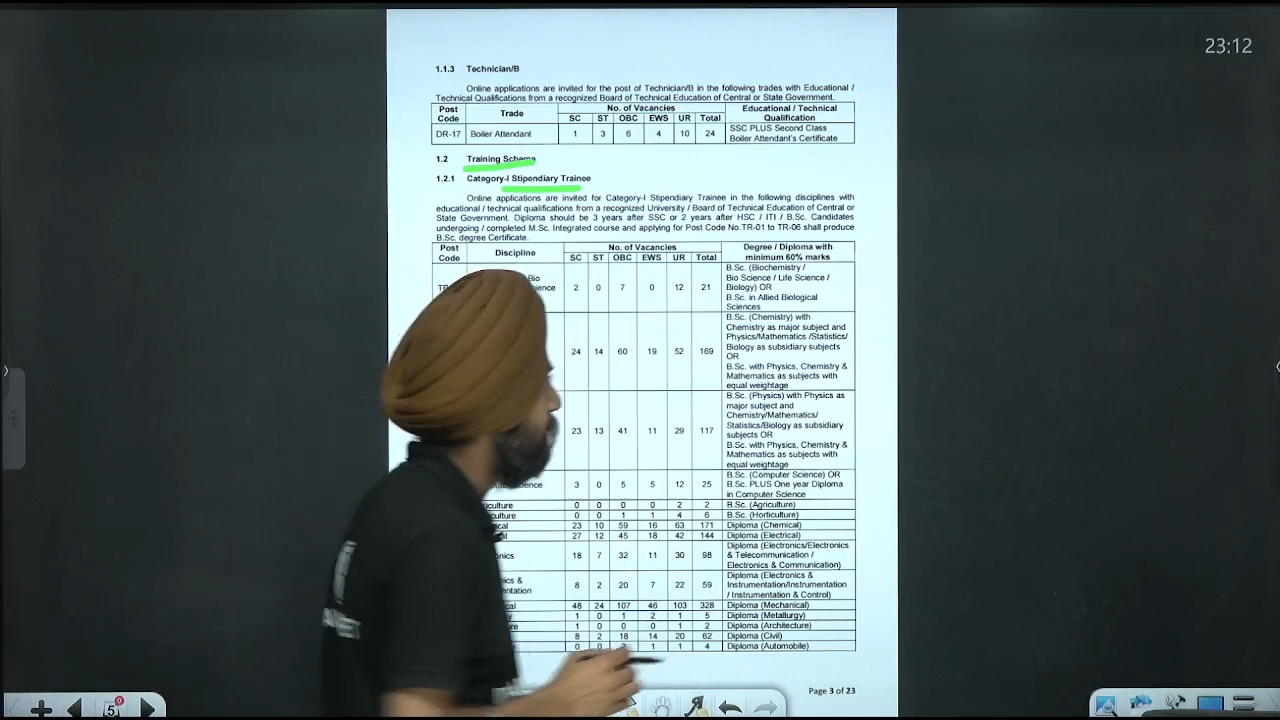 23:12
1.1.3 Technician/B
Online applications are invited for the post of Technician/B in the following trades with Educational /
Technical Qualifications from a recognized Board of Technical Education of Central or State Government.
Post Code Trade No. of Vacancies Educational / Technical Qualification
SC ST OBC EWS UR Total
DR-17 Boiler Attendant 1 3 6 4 10 24 SSC PLUS Second Class
Boiler Attendant's Certificate
1.2 Training Scheme
1.2.1 Category-I Stipendiary Trainee
Online applications are invited for Category-I Stipendiary Trainee in the following disciplines with
educational / technical qualifications from a recognized University / Board of Technical Education of Central or
State Government. Diploma should be 3 years after SSC or 2 years after HSC / ITI / B.Sc. Candidates
undergoing / completed M.Sc. Integrated course and applying for Post Code No.TR-01 to TR-06 shall produce
B.Sc. degree Certificate.
Post Code Discipline No. of Vacancies Degree / Diploma with minimum 60% marks
SC ST OBC EWS UR Total
B.Sc. (Biochemistry /
Bio Science / Life Science /
2 0 7 0 12 21 Biology) OR
B.Sc. in Allied Biological
Sciences
B.Sc. (Chemistry) with
Chemistry as major subject and
Physics/Mathematics /Statistics/
24 14 60 19 52 169 Biology as subsidiary subjects
OR
B.Sc. with Physics, Chemistry &
Mathematics as subjects with
equal weightage
B.Sc. (Physics) with Physics as
major subject and
Chemistry/Mathematics/
23 13 41 11 29 117 Statistics/Biology as subsidiary
subjects OR
B.Sc. with Physics, Chemistry &
Mathematics as subjects with
equal weightage
B.Sc. (Computer Science) OR
3 0 5 5 12 25 B.Sc. PLUS One year Diploma
in Computer Science
0 0 0 0 2 2 B.Sc. (Agriculture)
0 0 1 1 4 6 B.Sc. (Horticulture)
23 10 59 16 63 171 Diploma (Chemical)
27 12 45 18 42 144 Diploma (Electrical)
Diploma (Electronics/Electronics
18 7 32 11 30 98 & Telecommunication /
Electronics & Communication)
Diploma (Electronics &
8 2 20 7 22 59 Instrumentation/Instrumentation
/ Instrumentation & Control)
48 24 107 46 103 328 Diploma (Mechanical)
1 0 1 2 1 5 Diploma (Metallurgy)
1 0 0 0 1 2 Diploma (Architecture)
8 2 18 14 20 62 Diploma (Civil)
0 0 2 1 1 4 Diploma (Automobile)
Page 3 of 23
5